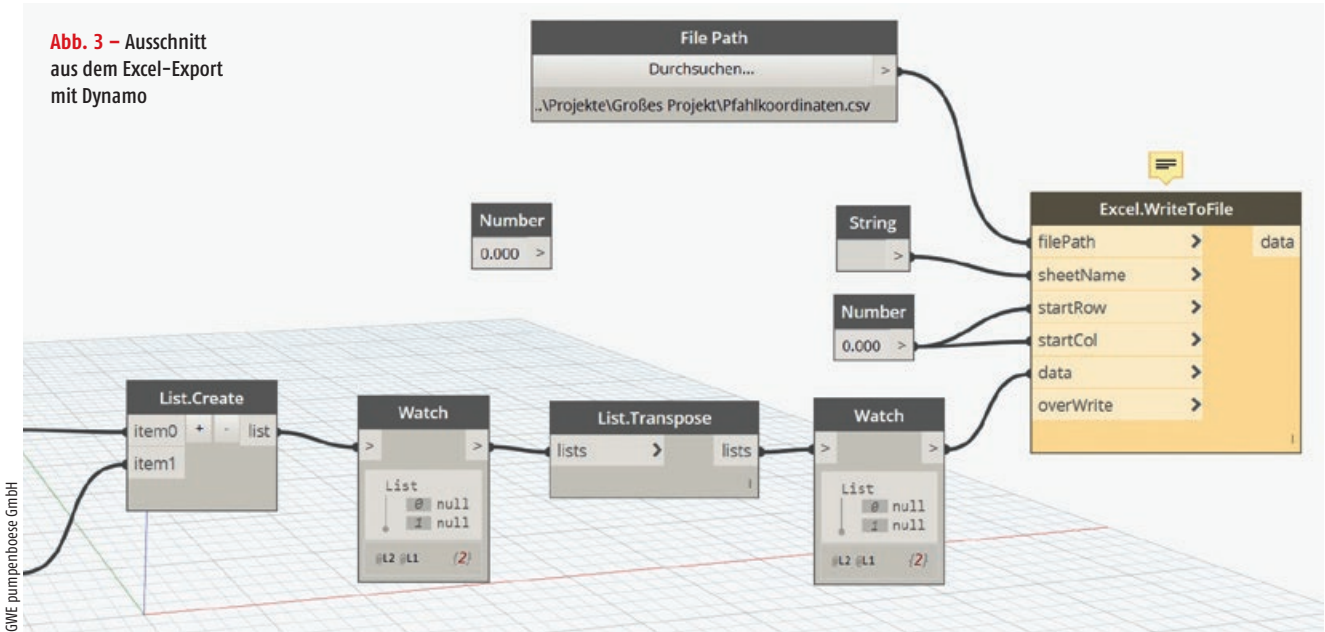 Abb. 3 – Ausschnitt
aus dem Excel-Export
mit Dynamo
File Path
Durchsuchen... >
..\Projekte\Großes Projekt\Pfahlkoordinaten.csv
Number
0.000 >
String
>
Number
0.000 >
Excel.WriteToFile
filePath > data
sheetName >
startRow >
startCol >
data >
overWrite >
List.Create
item0 + - list
item1
Watch
> >
List
0 null
1 null
@L2 @L1 {2}
List.Transpose
lists > lists
Watch
> >
List
0 null
1 null
@L2 @L1 {2}
GWE pumpenboese GmbH